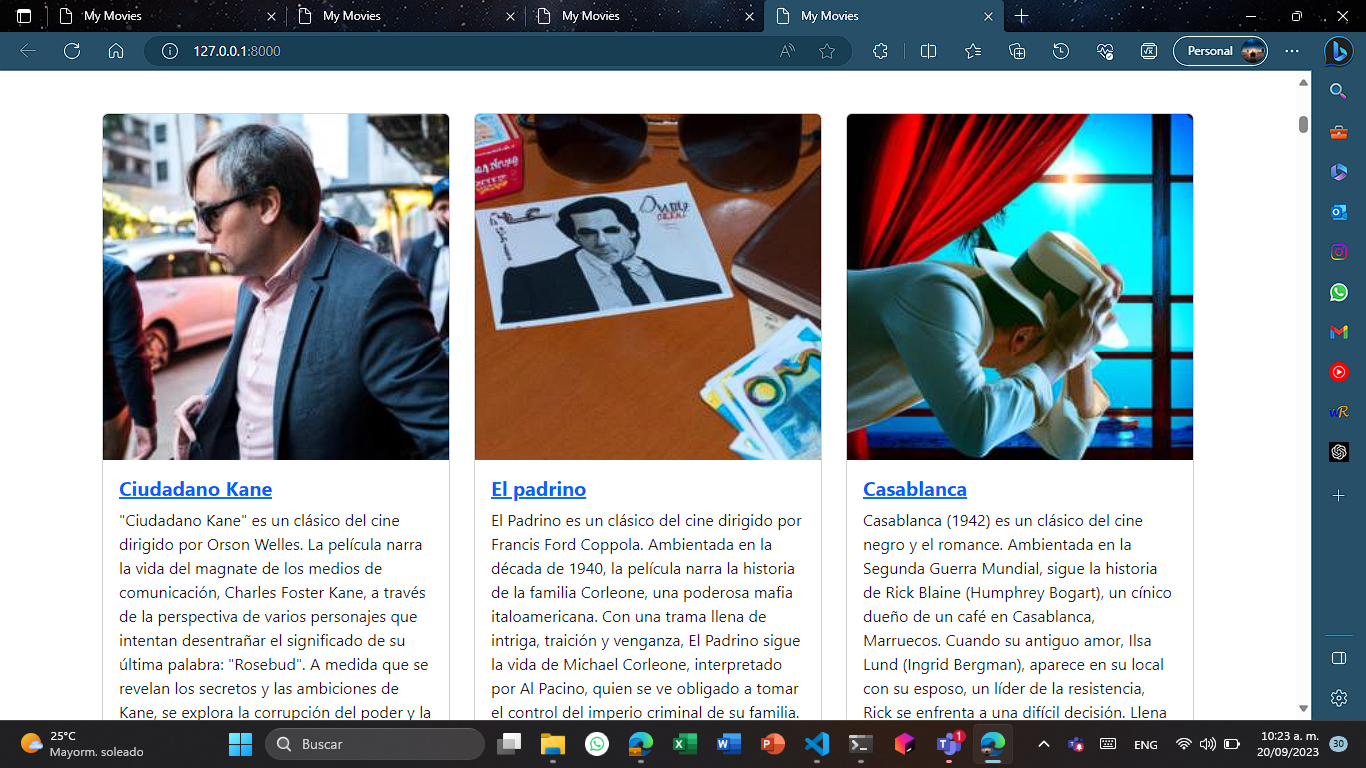 My Movies
My Movies
My Movies
My Movies
127.0.0.1:8000
Personal
Ciudadano Kane
"Ciudadano Kane" es un clásico del cine
dirigido por Orson Welles. La película narra
la vida del magnate de los medios de
comunicación, Charles Foster Kane, a través
de la perspectiva de varios personajes que
intentan desentrañar el significado de su
última palabra: "Rosebud". A medida que se
revelan los secretos y las ambiciones de
Kane, se explora la corrupción del poder y la
El padrino
El Padrino es un clásico del cine dirigido por
Francis Ford Coppola. Ambientada en la
década de 1940, la película narra la historia
de la familia Corleone, una poderosa mafia
italoamericana. Con una trama llena de
intriga, traición y venganza, El Padrino sigue
la vida de Michael Corleone, interpretado
por Al Pacino, quien se ve obligado a tomar
el control del imperio criminal de su familia.
Casablanca
Casablanca (1942) es un clásico del cine
negro y el romance. Ambientada en la
Segunda Guerra Mundial, sigue la historia
de Rick Blaine (Humphrey Bogart), un cínico
dueño de un café en Casablanca,
Marruecos. Cuando su antiguo amor, Ilsa
Lund (Ingrid Bergman), aparece en su local
con su esposo, un líder de la resistencia,
Rick se enfrenta a una difícil decisión. Llena
25°C
Mayorm. soleado
Buscar
1
ENG
10:23 a. m.
20/09/2023
30